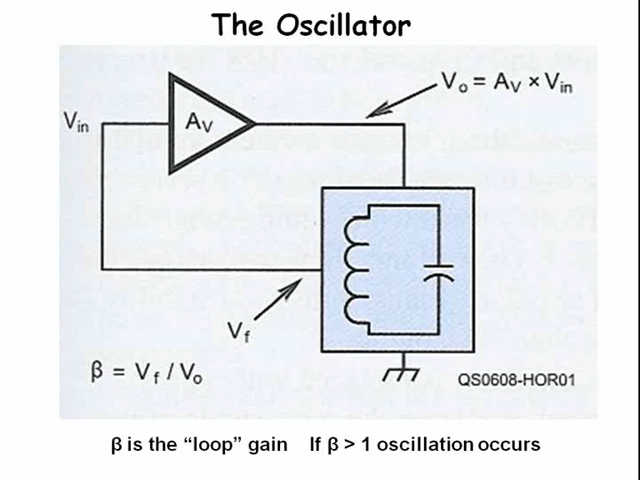 The Oscillator
Vo = AV × Vin
Vin
AV
Vf
β = Vf / Vo
QS0608-HOR01
β is the “loop” gain If β > 1 oscillation occurs